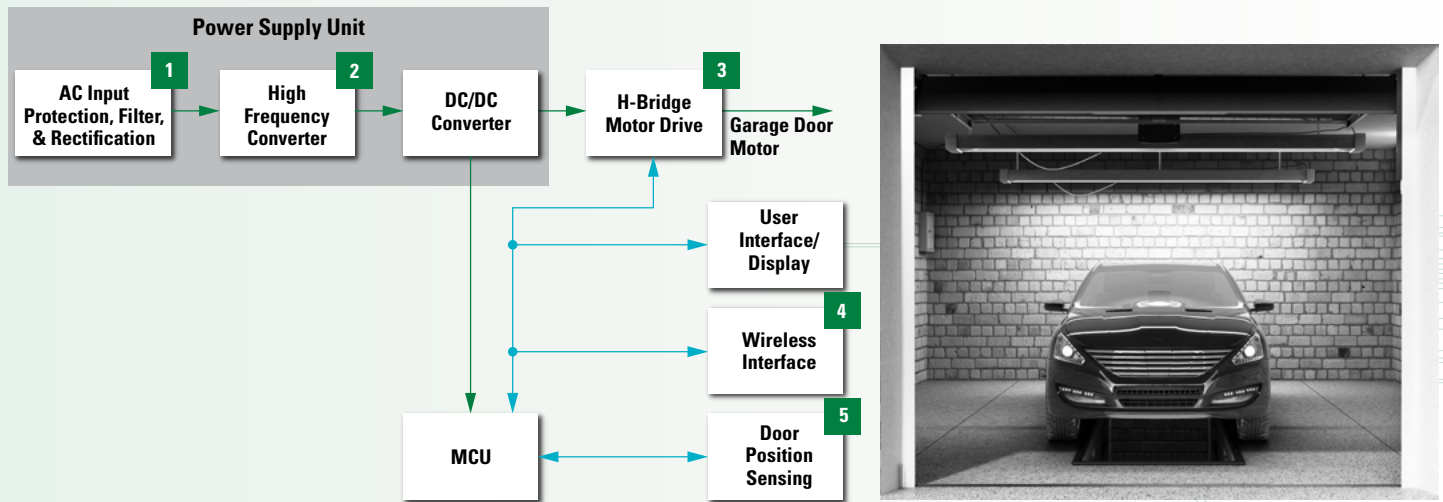 Power Supply Unit
1
AC Input
Protection, Filter,
& Rectification
2
High
Frequency
Converter
DC/DC
Converter
3
H-Bridge
Motor Drive
Garage Door
Motor
User
Interface/
Display
4
Wireless
Interface
MCU
5
Door
Position
Sensing